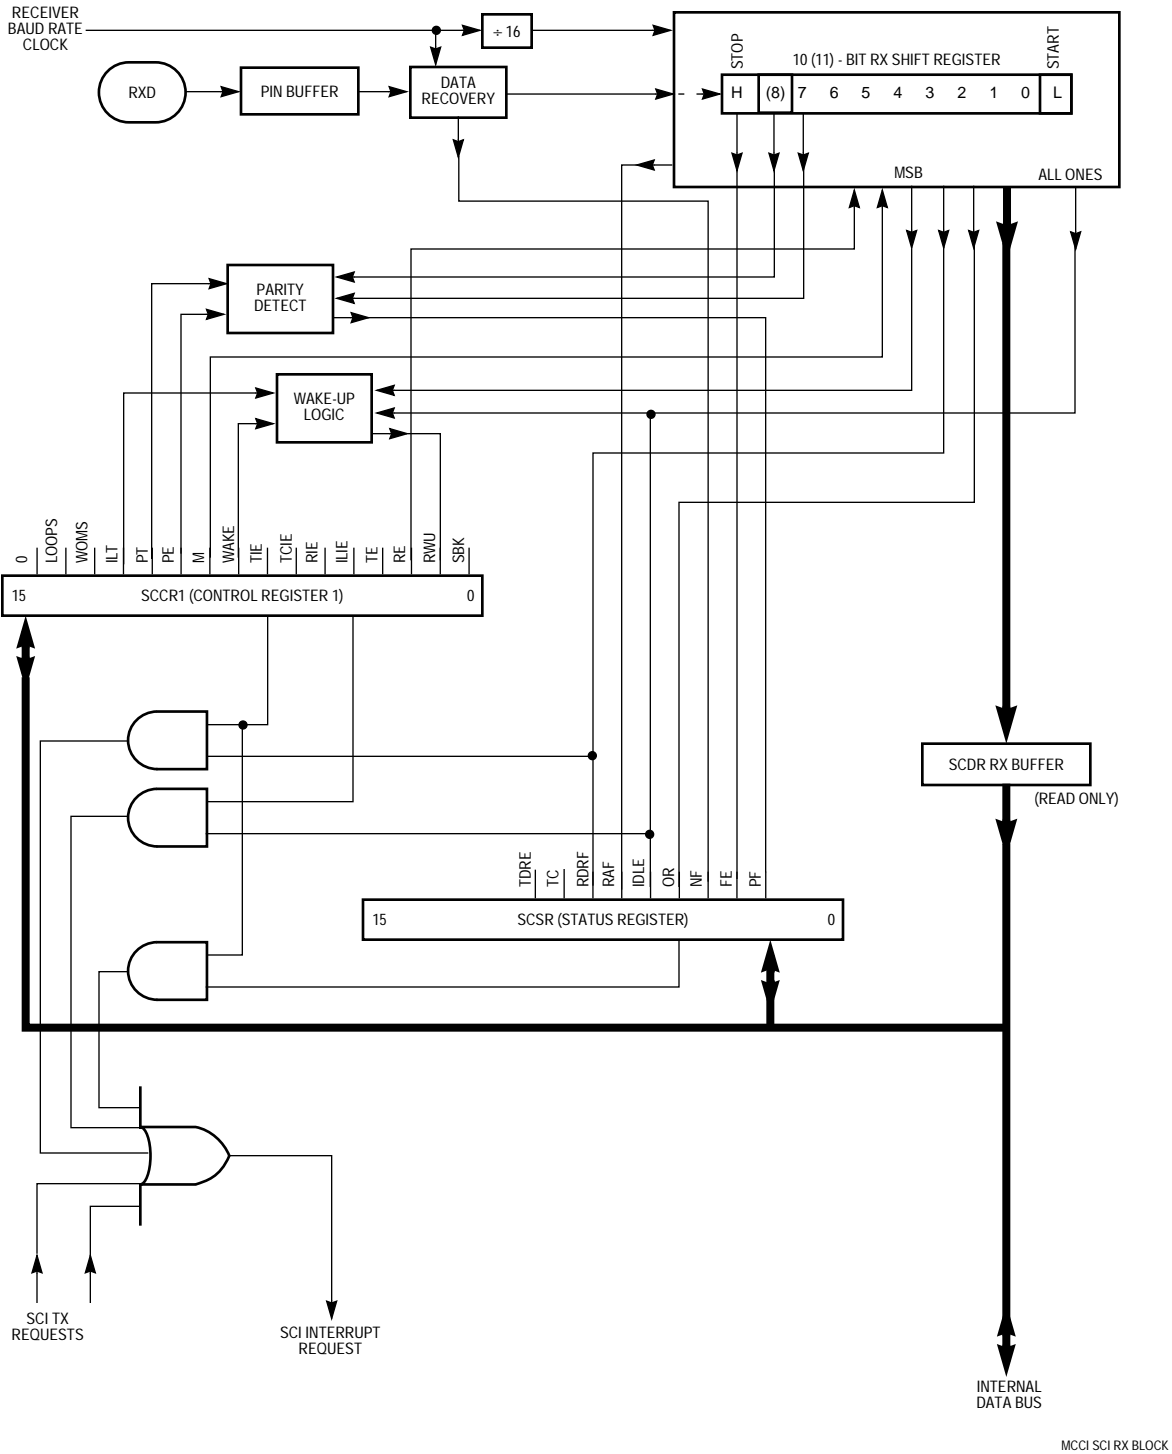 RECEIVER
BAUD RATE
CLOCK
÷ 16
STOP
START
10 (11) - BIT RX SHIFT REGISTER
RXD
PIN BUFFER
DATA
RECOVERY
H (8) 7 6 5 4 3 2 1 0 L
MSB
ALL ONES
PARITY
DETECT
WAKE-UP
LOGIC
0
LOOPS
WOMS
ILT
PT
PE
M
WAKE
TIE
TCIE
RIE
ILIE
TE
RE
RWU
SBK
15 SCCR1 (CONTROL REGISTER 1) 0
SCDR RX BUFFER
(READ ONLY)
TDRE
TC
RDRF
RAF
IDLE
OR
NF
FE
PF
15 SCSR (STATUS REGISTER) 0
SCI TX
REQUESTS
SCI INTERRUPT
REQUEST
INTERNAL
DATA BUS
MCCI SCI RX BLOCK